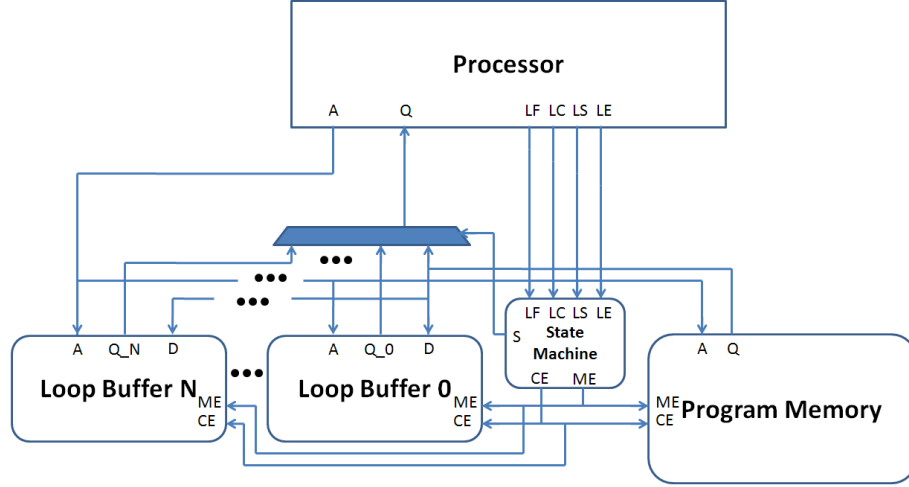 Processor
A Q LF LC LS LE
LF LC LS LE
S State
Machine
CE ME
A Q_N D
Loop Buffer N
ME
CE
A Q_0 D
Loop Buffer 0
ME
CE
A Q
Program Memory
ME
CE